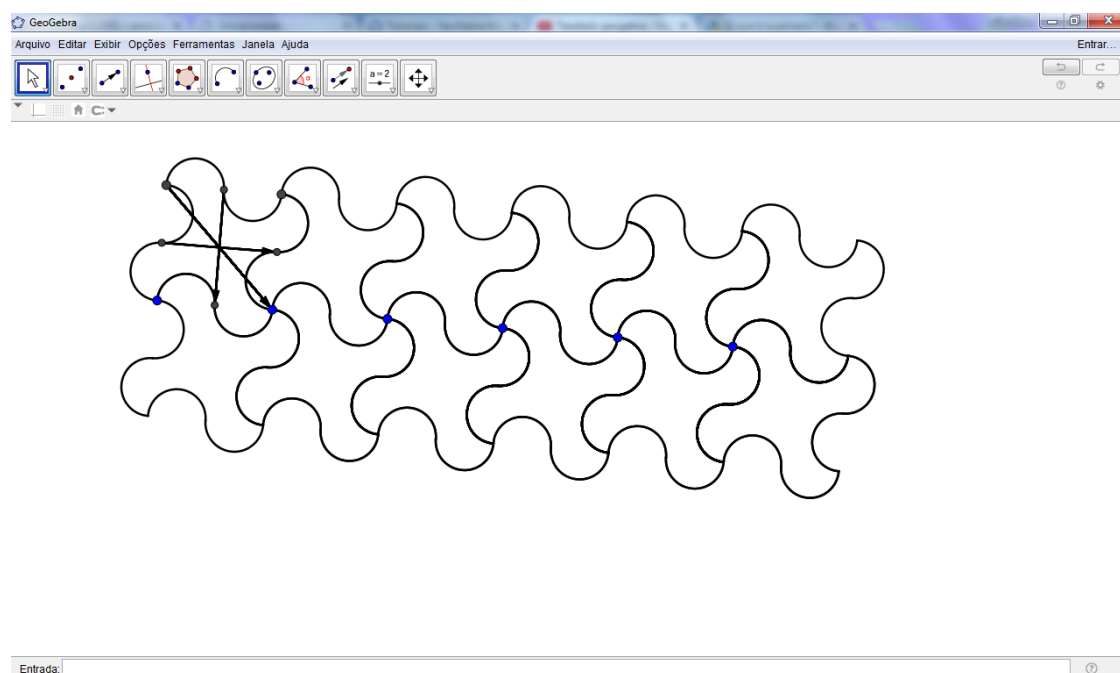 GeoGebra
Arquivo Editar Exibir Opções Ferramentas Janela Ajuda
Entrar...
a = 2
Entrada: